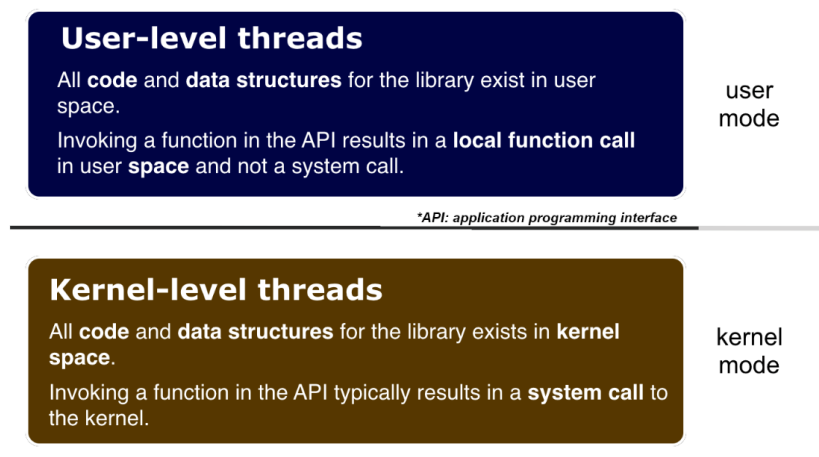 User-level threads
All code and data structures for the library exist in user
space.
Invoking a function in the API results in a local function call
in user space and not a system call.
user
mode
*API: application programming interface
Kernel-level threads
All code and data structures for the library exists in kernel
space.
Invoking a function in the API typically results in a system call to
the kernel.
kernel
mode